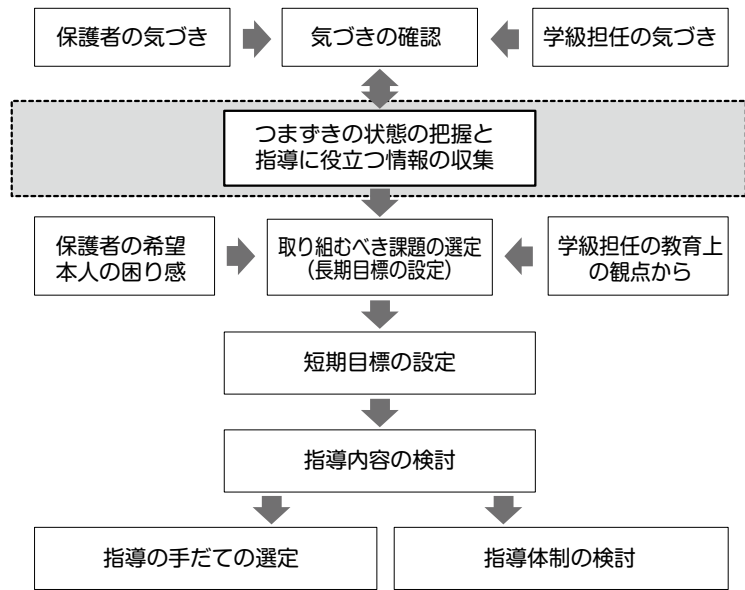 保護者の気づき
気づきの確認
学級担任の気づき
つまずきの状態の把握と
指導に役立つ情報の収集
保護者の希望
本人の困り感
取り組むべき課題の選定
（長期目標の設定）
学級担任の教育上
の観点から
短期目標の設定
指導内容の検討
指導の手だての選定
指導体制の検討